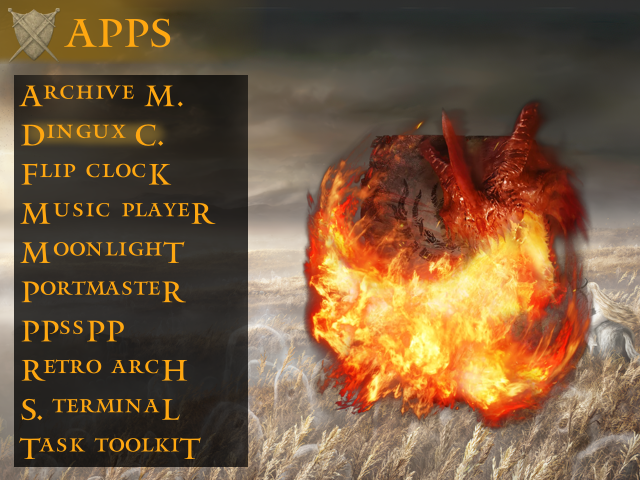 APPS
Archive M.
Dingux C.
Flip clocK
Music playeR
MoonlighT
PortmasteR
PPssPP
Retro arcH
S. terminaL
Task toolkiT